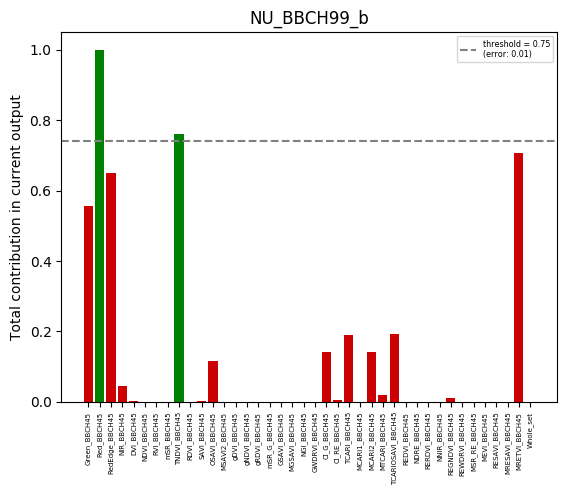 NU_BBCH99_b
threshold = 0.75
(error: 0.01)
Total contribution in current output
1.0
0.8
0.6
0.4
0.2
0.0
Green_BBCH45
Red_BBCH45
RedEdge_BBCH45
NIR_BBCH45
DVI_BBCH45
NDVI_BBCH45
RVI_BBCH45
mSR_BBCH45
TNDVI_BBCH45
RDVI_BBCH45
SAVI_BBCH45
OSAVI_BBCH45
MSAVI2_BBCH45
gDVI_BBCH45
gNDVI_BBCH45
gRDVI_BBCH45
mSR_G_BBCH45
GSAVI_BBCH45
MGSAVI_BBCH45
NGI_BBCH45
GWDRVI_BBCH45
CI_G_BBCH45
CI_RE_BBCH45
TCARI_BBCH45
MCARI1_BBCH45
MCARI2_BBCH45
MTCARI_BBCH45
TCARIOSAVI_BBCH45
REDVI_BBCH45
NDRE_BBCH45
RERDVI_BBCH45
NNIR_BBCH45
REGNDVI_BBCH45
REWDRVI_BBCH45
MSR_RE_BBCH45
MEVI_BBCH45
RESAVI_BBCH45
MRESAVI_BBCH45
MRETVI_BBCH45
Whole_set